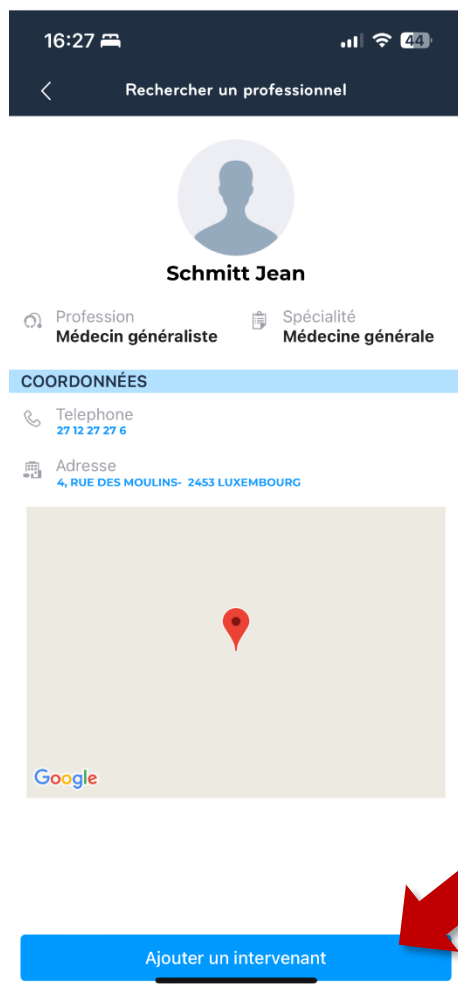 16:27
44
Rechercher un professionnel
Schmitt Jean
Profession
Médecin généraliste
Spécialité
Médecine générale
COORDONNÉES
Telephone
27 12 27 27 6
Adresse
4, RUE DES MOULINS- 2453 LUXEMBOURG
Google
Ajouter un intervenant